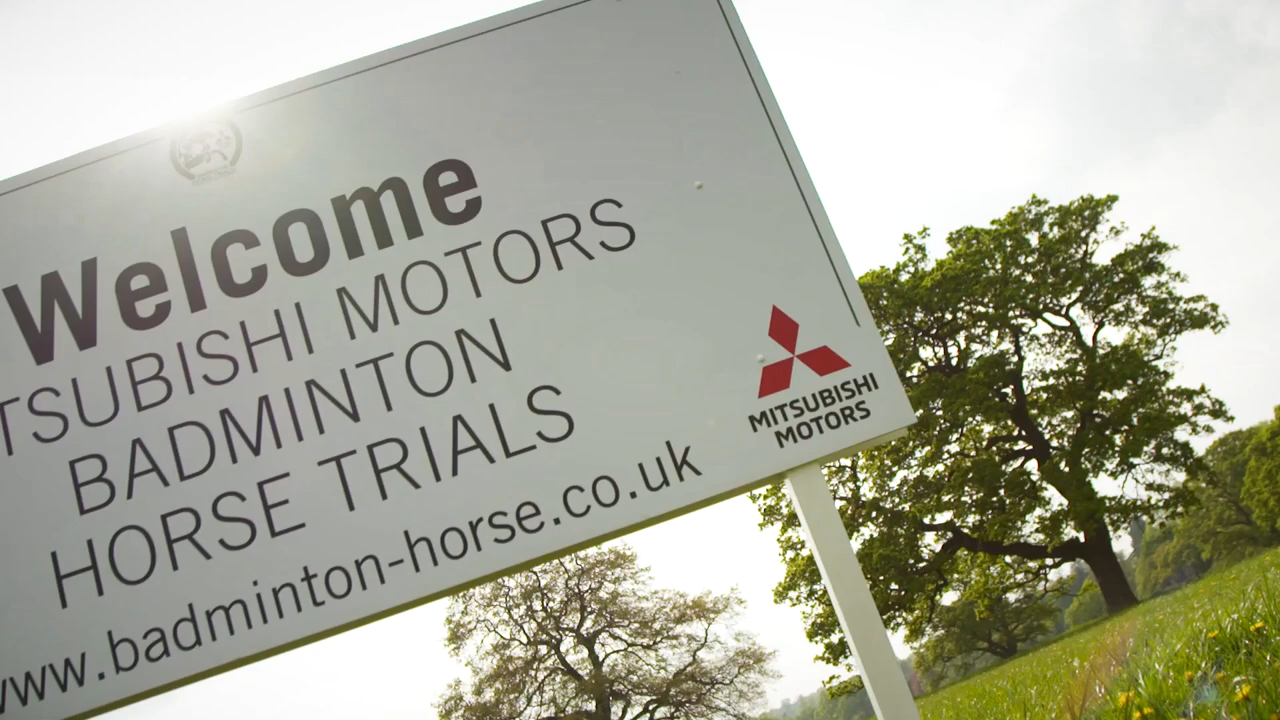 Welcome
TSUBISHI MOTORS
BADMINTON
HORSE TRIALS
www.badminton-horse.co.uk
MITSUBISHI
MOTORS